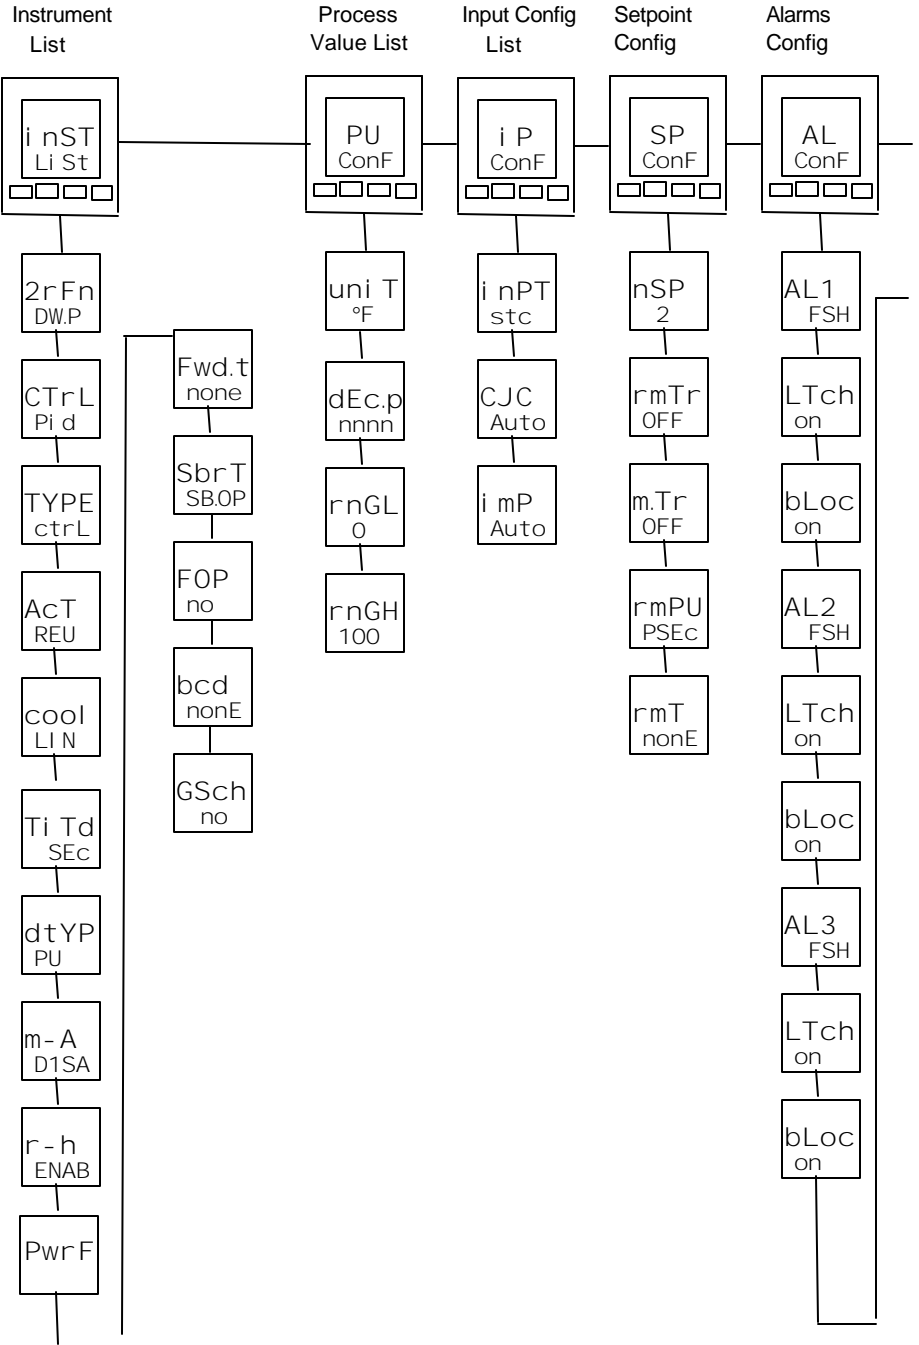 Instrument
List
Process
Value List
Input Config
List
Setpoint
Config
Alarms
Config
inST
LiSt
PU
ConF
iP
ConF
SP
ConF
AL
ConF
2rFn
DW.P
CTrL
Pid
TYPE
ctrL
AcT
REU
cool
LIN
TiTd
SEc
dtYP
PU
m-A
D1SA
r-h
ENAB
PwrF
Fwd.t
none
SbrT
SB.OP
FOP
no
bcd
nonE
GSch
no
uniT
°F
dEc.p
nnnn
rnGL
0
rnGH
100
inPT
stc
CJC
Auto
imP
Auto
nSP
2
rmTr
OFF
m.Tr
OFF
rmPU
PSEc
rmT
nonE
AL1
FSH
LTch
on
bLoc
on
AL2
FSH
LTch
on
bLoc
on
AL3
FSH
LTch
on
bLoc
on